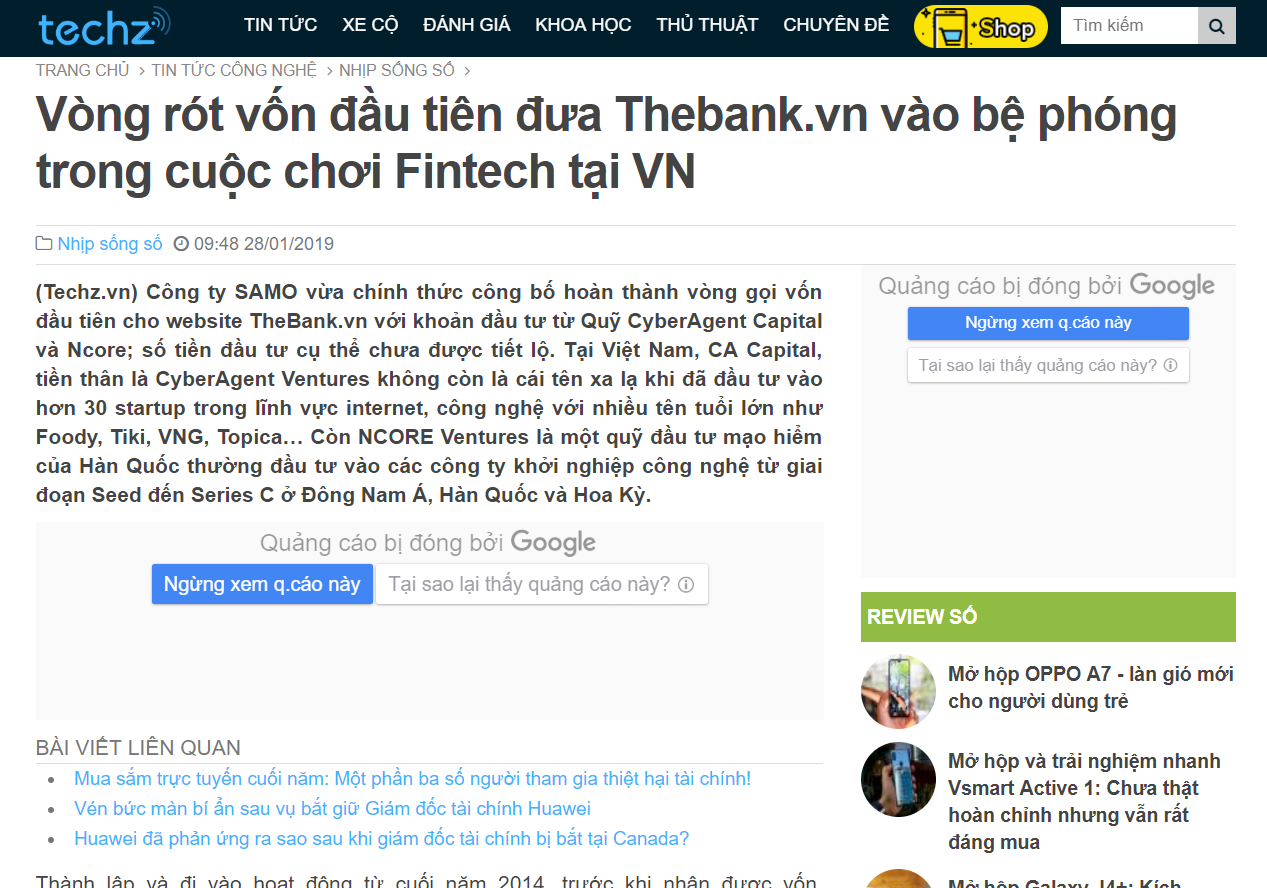 techz
TIN TỨC XE CỘ ĐÁNH GIÁ KHOA HỌC THỦ THUẬT CHUYÊN ĐỀ Shop Tìm kiếm
TRANG CHỦ › TIN TỨC CÔNG NGHỆ › NHỊP SỐNG SỐ ›
Vòng rót vốn đầu tiên đưa Thebank.vn vào bệ phóng
trong cuộc chơi Fintech tại VN
Nhịp sống số 09:48 28/01/2019
(Techz.vn) Công ty SAMO vừa chính thức công bố hoàn thành vòng gọi vốn
đầu tiên cho website TheBank.vn với khoản đầu tư từ Quỹ CyberAgent Capital
và Ncore; số tiền đầu tư cụ thể chưa được tiết lộ. Tại Việt Nam, CA Capital,
tiền thân là CyberAgent Ventures không còn là cái tên xa lạ khi đã đầu tư vào
hơn 30 startup trong lĩnh vực internet, công nghệ với nhiều tên tuổi lớn như
Foody, Tiki, VNG, Topica… Còn NCORE Ventures là một quỹ đầu tư mạo hiểm
của Hàn Quốc thường đầu tư vào các công ty khởi nghiệp công nghệ từ giai
đoạn Seed đến Series C ở Đông Nam Á, Hàn Quốc và Hoa Kỳ.
Quảng cáo bị đóng bởi Google
Ngừng xem q.cáo này Tại sao lại thấy quảng cáo này?
BÀI VIẾT LIÊN QUAN
• Mua sắm trực tuyến cuối năm: Một phần ba số người tham gia thiệt hại tài chính!
• Vén bức màn bí ẩn sau vụ bắt giữ Giám đốc tài chính Huawei
• Huawei đã phản ứng ra sao sau khi giám đốc tài chính bị bắt tại Canada?
Thành lập và đi vào hoạt động từ cuối năm 2014, trước khi nhận được vốn
Quảng cáo bị đóng bởi Google
Ngừng xem q.cáo này
Tại sao lại thấy quảng cáo này?
REVIEW SỐ
Mở hộp OPPO A7 - làn gió mới
cho người dùng trẻ
Mở hộp và trải nghiệm nhanh
Vsmart Active 1: Chưa thật
hoàn chỉnh nhưng vẫn rất
đáng mua
Mở hộp Galaxy J4+: Kích